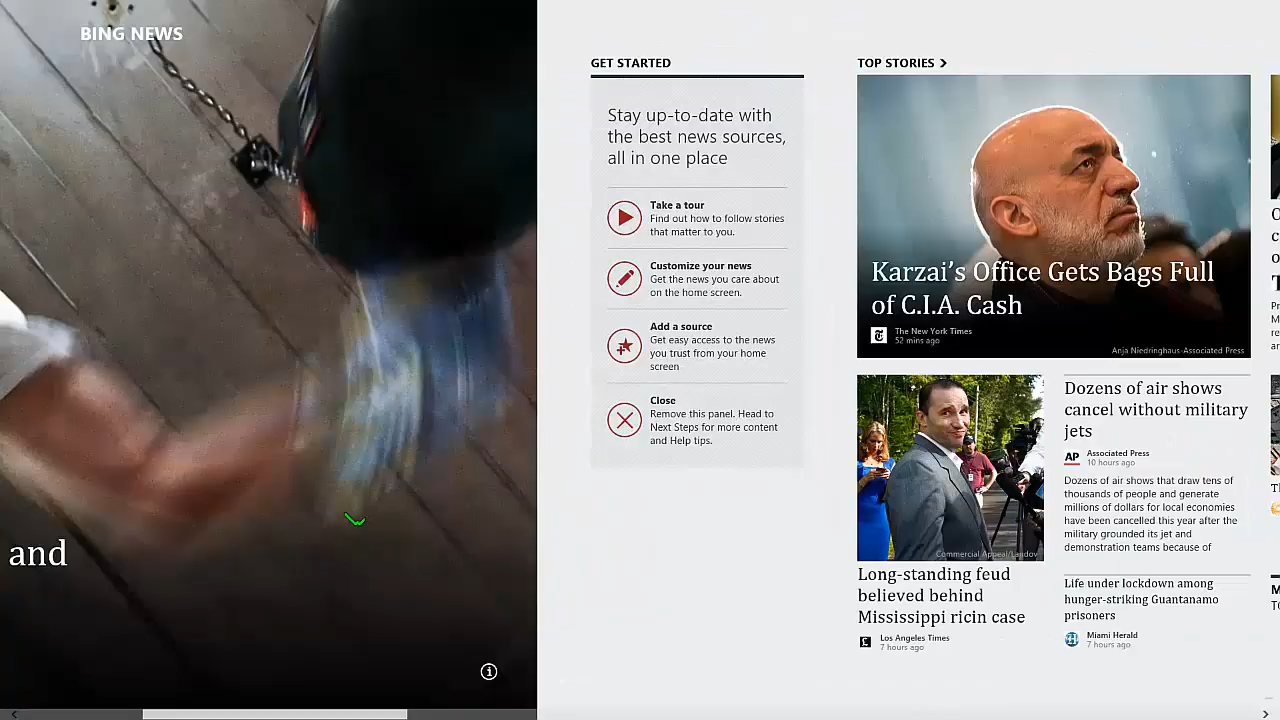 BING NEWS
and
GET STARTED
Stay up-to-date with
the best news sources,
all in one place
Take a tour
Find out how to follow stories
that matter to you.
Customize your news
Get the news you care about
on the home screen.
Add a source
Get easy access to the news
you trust from your home
screen
Close
Remove this panel. Head to
Next Steps for more content
and Help tips.
TOP STORIES
Karzai's Office Gets Bags Full
of C.I.A. Cash
The New York Times
52 mins ago
Anja Niedringhaus-Associated Press
Commercial Appeal/Landov
Long-standing feud
believed behind
Mississippi ricin case
Los Angeles Times
7 hours ago
Dozens of air shows
cancel without military
jets
AP
Associated Press
10 hours ago
Dozens of air shows that draw tens of
thousands of people and generate
millions of dollars for local economies
have been cancelled this year after the
military grounded its jet and
demonstration teams because of
Life under lockdown among
hunger-striking Guantanamo
prisoners
Miami Herald
7 hours ago